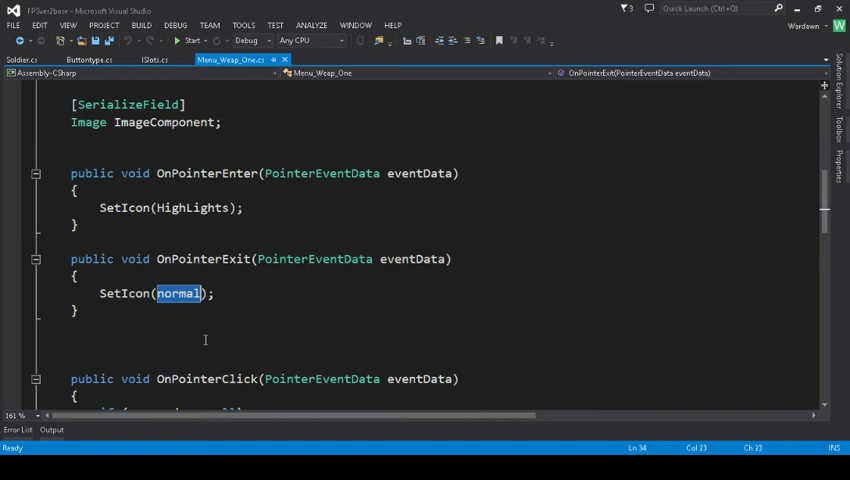 FPSver2base - Microsoft Visual Studio
3
Quick Launch (Ctrl+Q)
FILE EDIT VIEW PROJECT BUILD DEBUG TEAM TOOLS TEST ANALYZE WINDOW HELP
Wardawn W
Start Debug Any CPU
Soldier.cs Buttontype.cs ISlots.cs Menu_Weap_One.cs
Assembly-CSharp Menu_Weap_One OnPointerExit(PointerEventData eventData)
[SerializeField]
Image ImageComponent;
public void OnPointerEnter(PointerEventData eventData)
{
SetIcon(HighLights);
}
public void OnPointerExit(PointerEventData eventData)
{
SetIcon(normal);
}
public void OnPointerClick(PointerEventData eventData)
{
161 %
Error List Output
Ready Ln 34 Col 23 Ch 23 INS
Solution Explorer
Toolbox
Properties